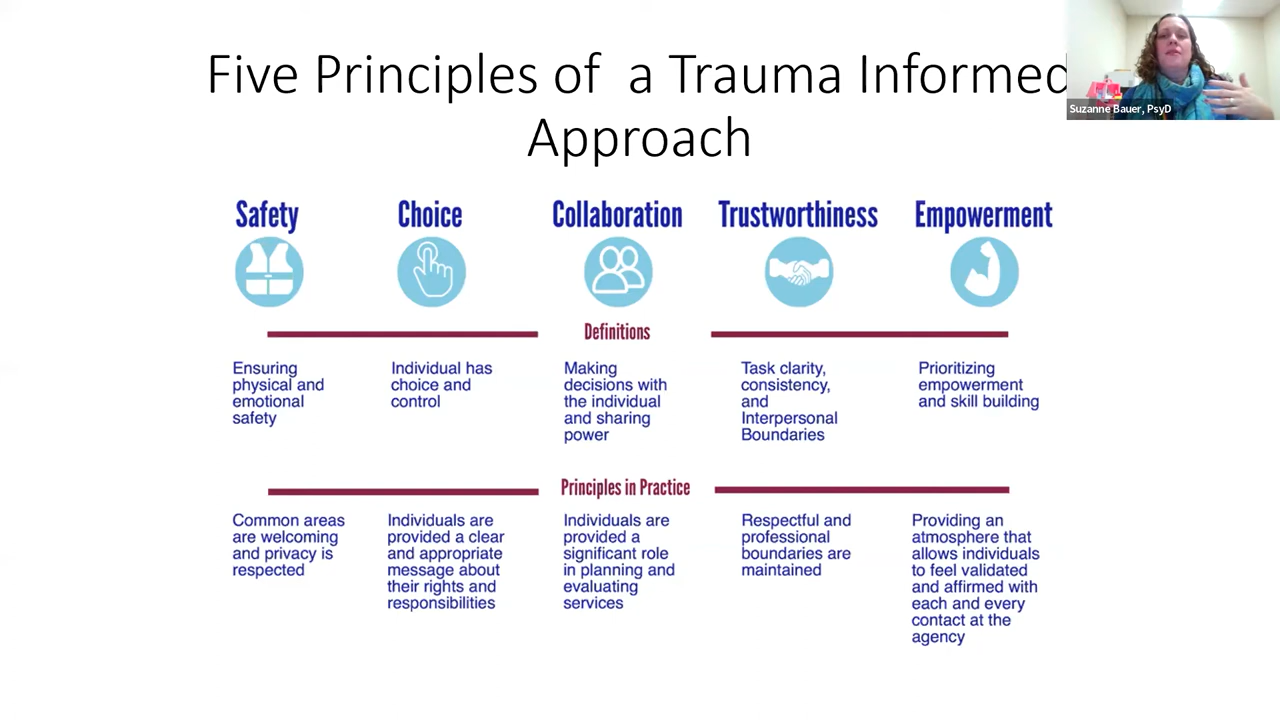 Five Principles of a Trauma Informed
Approach
Suzanne Bauer, PsyD
Safety
Choice
Collaboration
Trustworthiness
Empowerment
Definitions
Ensuring
physical and
emotional
safety
Individual has
choice and
control
Making
decisions with
the individual
and sharing
power
Task clarity,
consistency,
and
Interpersonal
Boundaries
Prioritizing
empowerment
and skill building
Principles in Practice
Common areas
are welcoming
and privacy is
respected
Individuals are
provided a clear
and appropriate
message about
their rights and
responsibilities
Individuals are
provided a
significant role
in planning and
evaluating
services
Respectful and
professional
boundaries are
maintained
Providing an
atmosphere that
allows individuals
to feel validated
and affirmed with
each and every
contact at the
agency